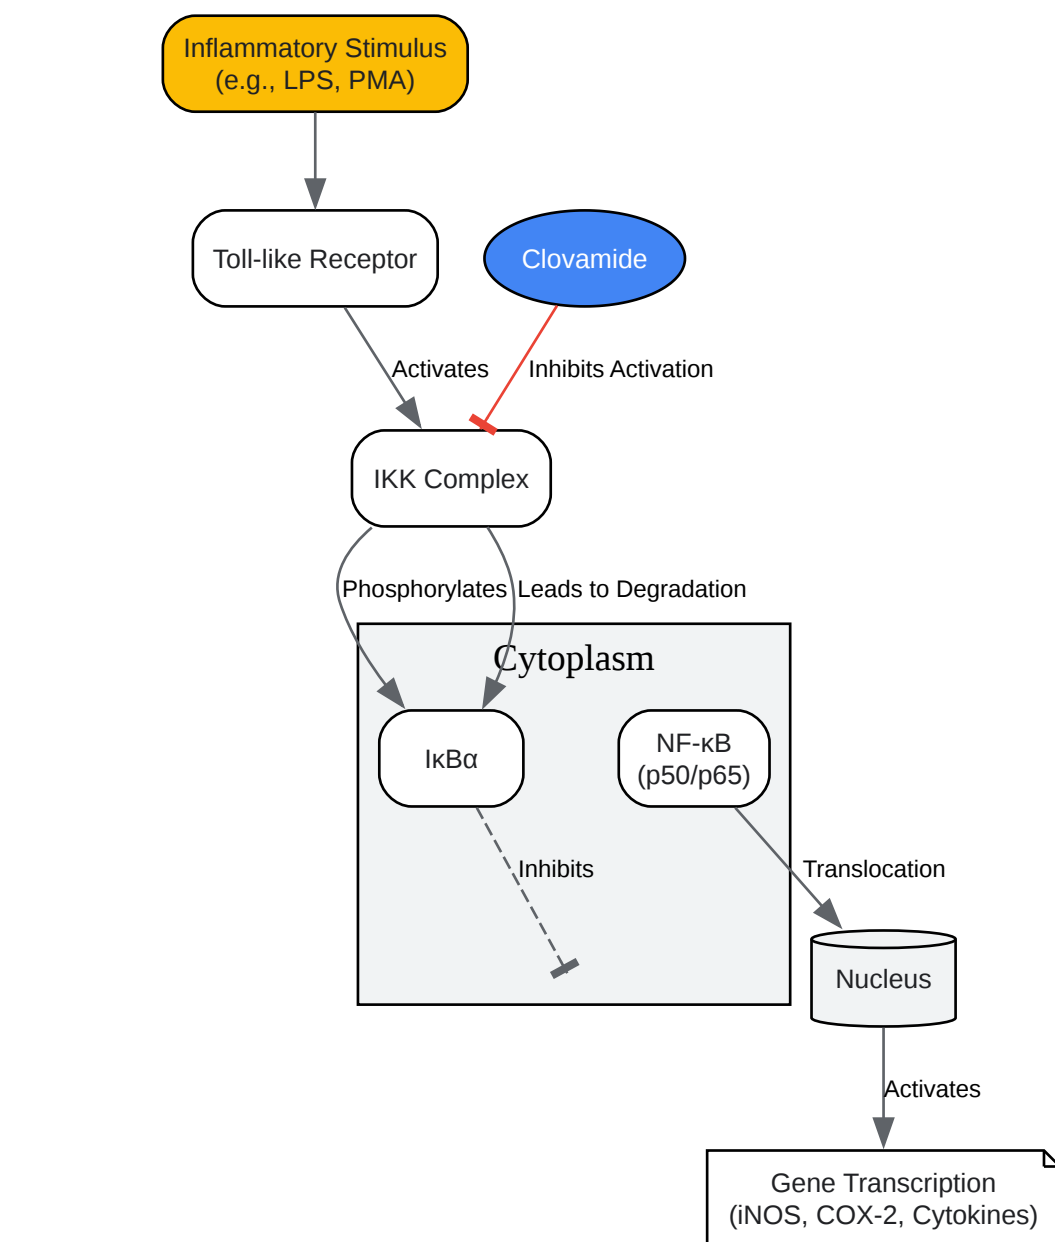 Inflammatory Stimulus
(e.g., LPS, PMA)
Toll-like Receptor
Clovamide
Activates
Inhibits Activation
IKK Complex
Phosphorylates
Leads to Degradation
Cytoplasm
IκBα
NF-κB
(p50/p65)
Inhibits
Translocation
Nucleus
Activates
Gene Transcription
(iNOS, COX-2, Cytokines)